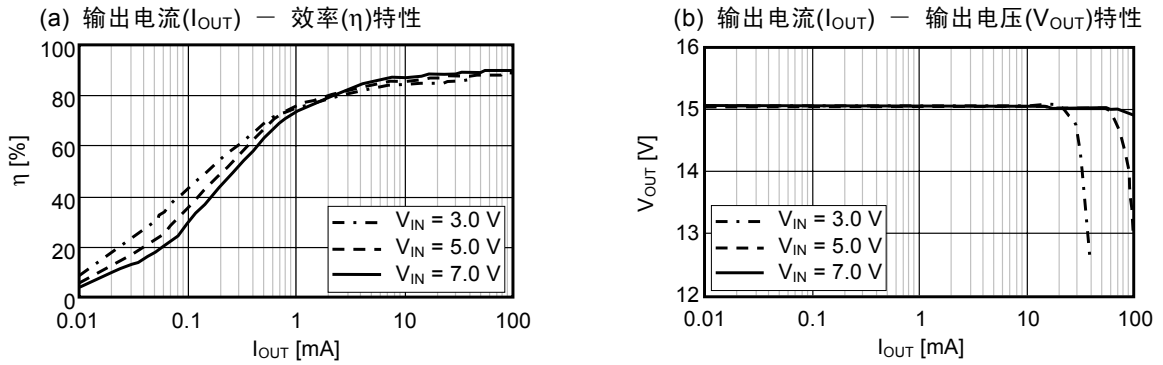 (a) 输出电流(IOUT) － 效率(η)特性
100
80
60
40
20
0
η [%]
0.01
0.1
1
10
100
IOUT [mA]
VIN = 3.0 V
VIN = 5.0 V
VIN = 7.0 V
(b) 输出电流(IOUT) － 输出电压(VOUT)特性
16
15
14
13
12
VOUT [V]
0.01
0.1
1
10
100
IOUT [mA]
VIN = 3.0 V
VIN = 5.0 V
VIN = 7.0 V